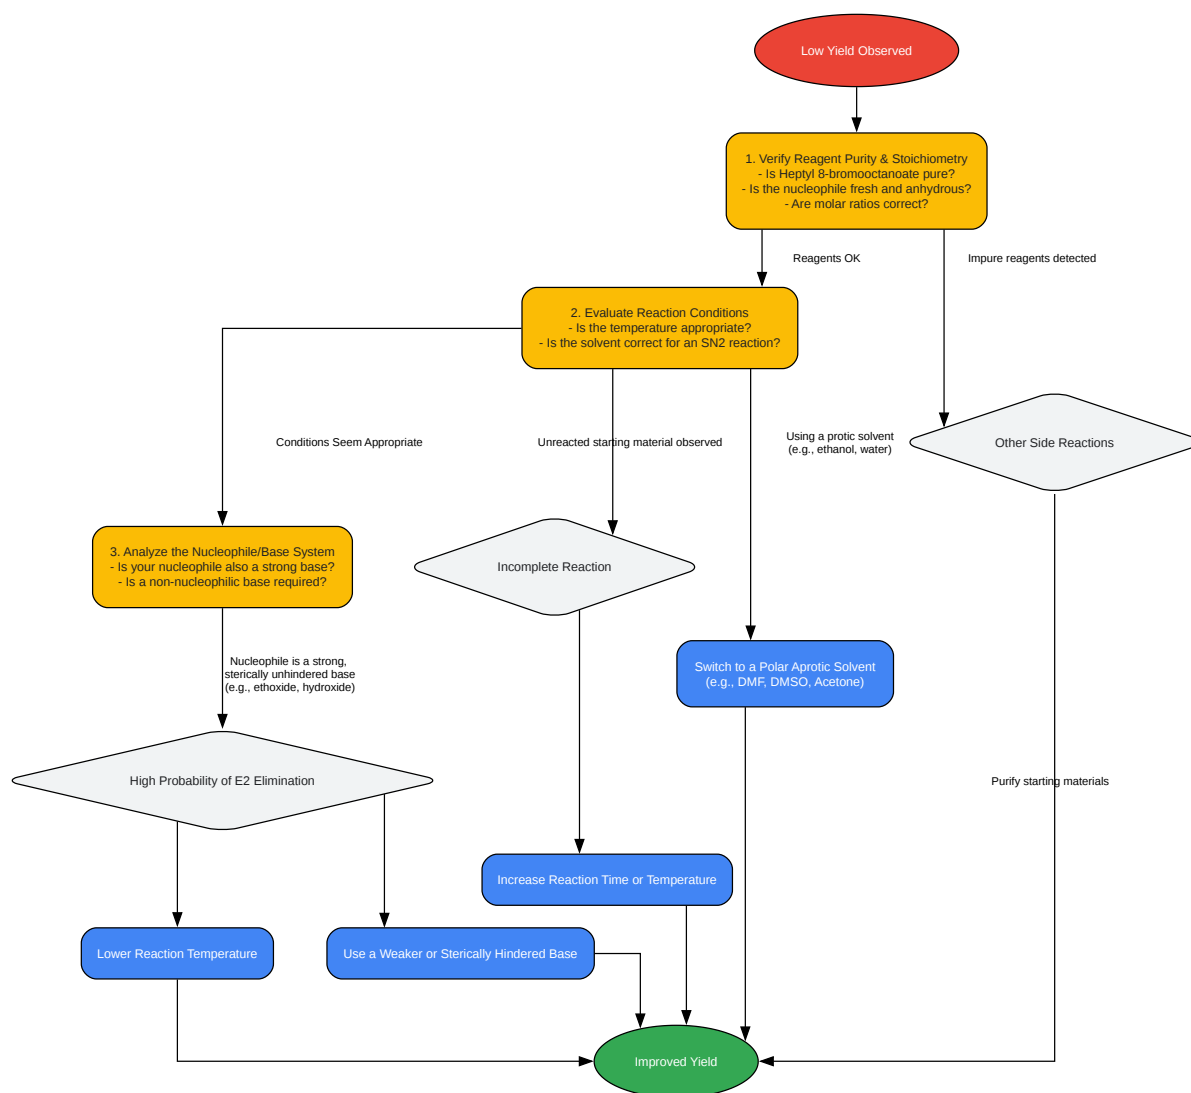 Low Yield Observed
1. Verify Reagent Purity & Stoichiometry
- Is Heptyl 8-bromooctanoate pure?
- Is the nucleophile fresh and anhydrous?
- Are molar ratios correct?
Reagents OK
Impure reagents detected
2. Evaluate Reaction Conditions
- Is the temperature appropriate?
- Is the solvent correct for an SN2 reaction?
Conditions Seem Appropriate
Unreacted starting material observed
Using a protic solvent
(e.g., ethanol, water)
Other Side Reactions
3. Analyze the Nucleophile/Base System
- Is your nucleophile also a strong base?
- Is a non-nucleophilic base required?
Incomplete Reaction
Nucleophile is a strong,
sterically unhindered base
(e.g., ethoxide, hydroxide)
Switch to a Polar Aprotic Solvent
(e.g., DMF, DMSO, Acetone)
High Probability of E2 Elimination
Purify starting materials
Increase Reaction Time or Temperature
Lower Reaction Temperature
Use a Weaker or Sterically Hindered Base
Improved Yield